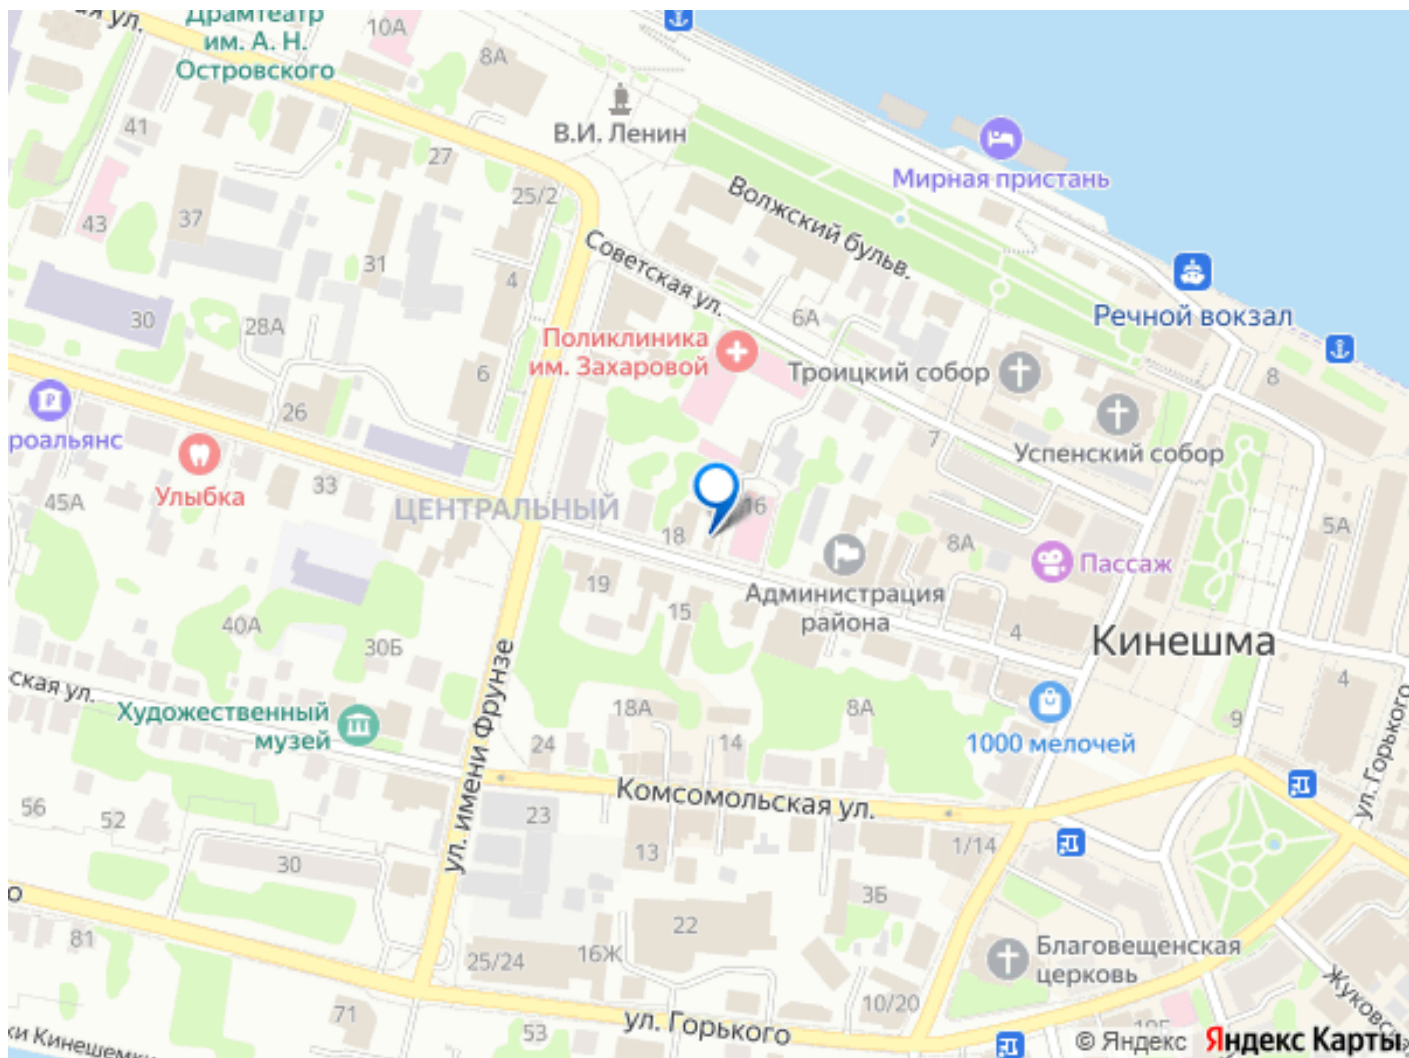 ая ул.
Драмтеатр
им. А. Н.
Островского
10А
8А
В.И. Ленин
41
27
25/2
Мирная пристань
Волжский бульв.
43
37
31
4
Советская ул.
Речной вокзал
30
28А
6А
Поликлиника
им. Захаровой
Троицкий собор
8
6
26
7
роальянс
Успенский собор
Улыбка
33
45А
ЦЕНТРАЛЬНЫЙ
16
18
5А
8А
Пассаж
19
Администрация
района
15
4
Кинешма
40А
30Б
ская ул.
4
Художественный
музей
18А
8А
9
24
14
1000 мелочей
ул. имени Фрунзе
Комсомольская ул.
ул. Горького
56
52
23
13
1/14
30
3Б
о
22
81
25/24
16Ж
Благовещенская
церковь
71
10/20
Жуковск
ул. Горького
53
ки Кинешемки
© Яндекс Яндекс Карты